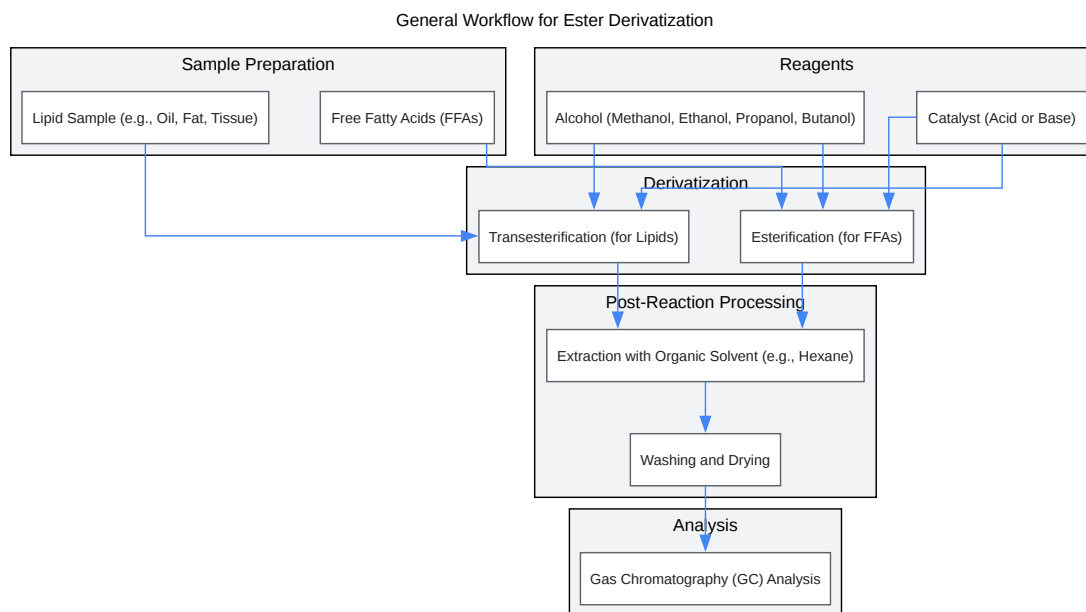 General Workflow for Ester Derivatization
Sample Preparation
Reagents
Lipid Sample (e.g., Oil, Fat, Tissue)
Free Fatty Acids (FFAs)
Alcohol (Methanol, Ethanol, Propanol, Butanol)
Catalyst (Acid or Base)
Derivatization
Transesterification (for Lipids)
Esterification (for FFAs)
Post-Reaction Processing
Extraction with Organic Solvent (e.g., Hexane)
Washing and Drying
Analysis
Gas Chromatography (GC) Analysis